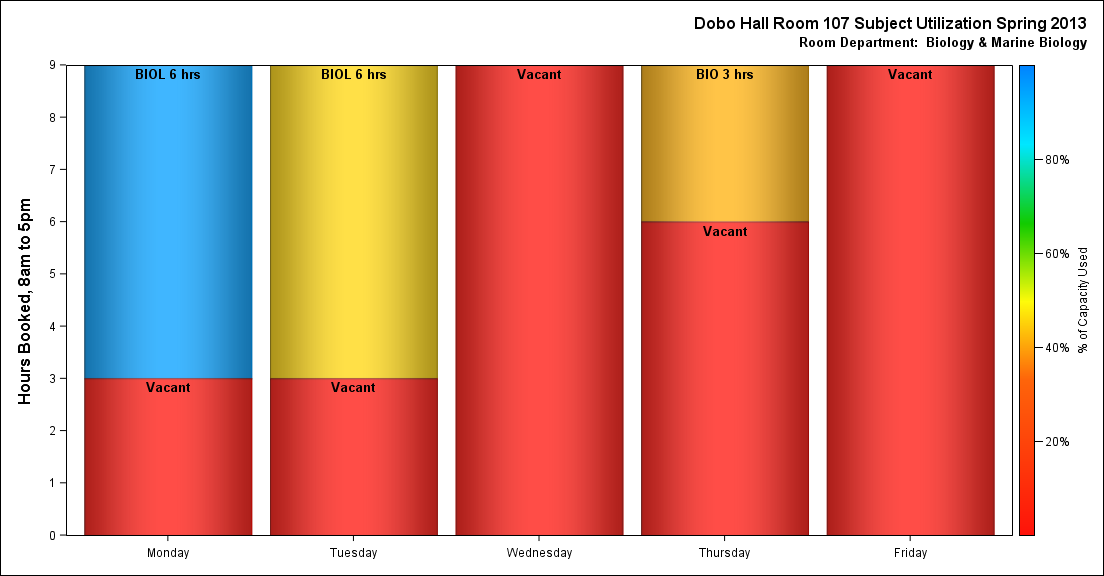 Dobo Hall Room 107 Subject Utilization Spring 2013
Room Department: Biology & Marine Biology
Hours Booked, 8am to 5pm
9
8
7
6
5
4
3
2
1
0
BIOL 6 hrs
Vacant
BIOL 6 hrs
Vacant
Vacant
BIO 3 hrs
Vacant
Vacant
Monday
Tuesday
Wednesday
Thursday
Friday
80%
60%
40%
20%
% of Capacity Used